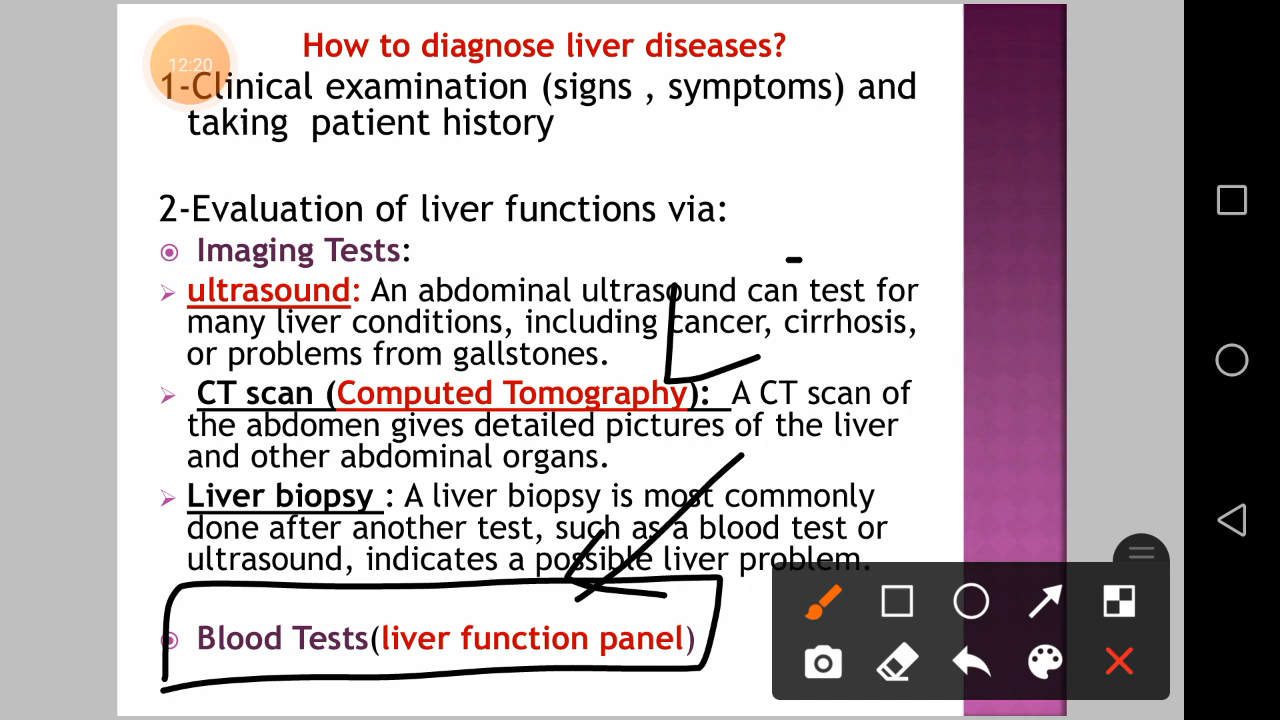 How to diagnose liver diseases?
12:20
1-Clinical examination (signs , symptoms) and
taking patient history
2-Evaluation of liver functions via:
Imaging Tests:
ultrasound: An abdominal ultrasound can test for
many liver conditions, including cancer, cirrhosis,
or problems from gallstones.
CT scan (Computed Tomography): A CT scan of
the abdomen gives detailed pictures of the liver
and other abdominal organs.
Liver biopsy : A liver biopsy is most commonly
done after another test, such as a blood test or
ultrasound, indicates a possible liver problem.
Blood Tests(liver function panel)